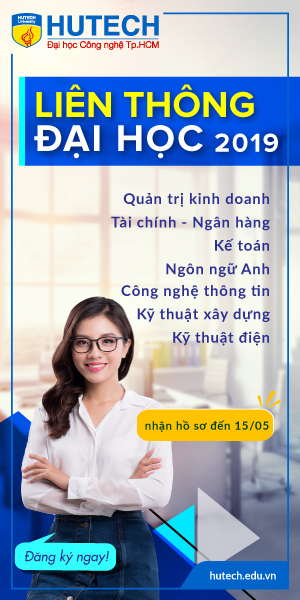 HUTECH
University
HUTECH
Đại học Công nghệ Tp.HCM
LIÊN THÔNG
ĐẠI HỌC 2019
Quản trị kinh doanh
Tài chính - Ngân hàng
Kế toán
Ngôn ngữ Anh
Công nghệ thông tin
Kỹ thuật xây dựng
Kỹ thuật điện
nhận hồ sơ đến 15/05
Đăng ký ngay!
hutech.edu.vn